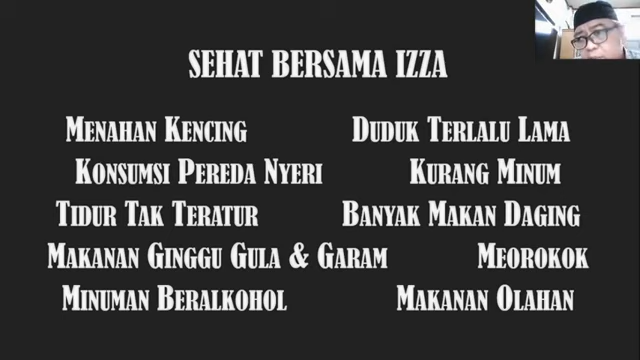 SEHAT BERSAMA IZZA
MENAHAN KENCING
DUDUK TERLALU LAMA
KONSUMSI PEREDA NYERI
KURANG MINUM
TIDUR TAK TERATUR
BANYAK MAKAN DAGING
MAKANAN GINGGU GULA & GARAM
MEOROKOK
MINUMAN BERALKOHOL
MAKANAN OLAHAN